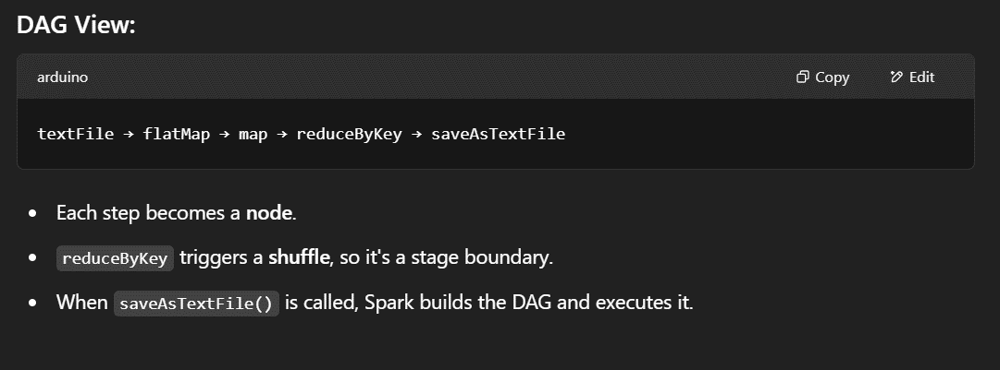 DAG View:
arduino Copy Edit
textFile → flatMap → map → reduceByKey → saveAsTextFile
• Each step becomes a node.
• reduceByKey triggers a shuffle, so it's a stage boundary.
• When saveAsTextFile() is called, Spark builds the DAG and executes it.